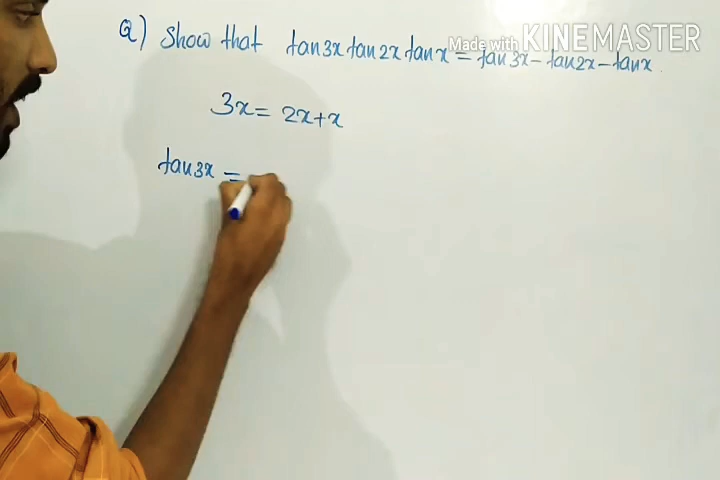 Q) Show that tan3x tan2x tanx = tan3x - tan2x - tanx.
Made with KINEMASTER
3x = 2x+x
tan3x =